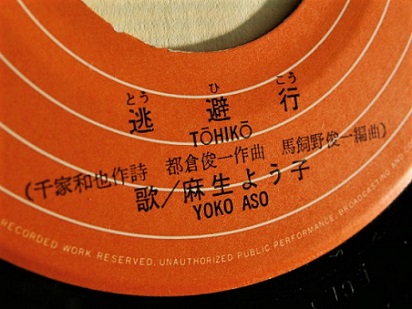 とう ひ こう
逃避行
TŌHIKŌ
(千家和也作詩 都倉俊一作曲 馬飼野俊一編曲)
歌/麻生よう子
YOKO ASO
RECORDED WORK RESERVED. UNAUTHORIZED PUBLIC PERFORMANCE, BROADCAST AND